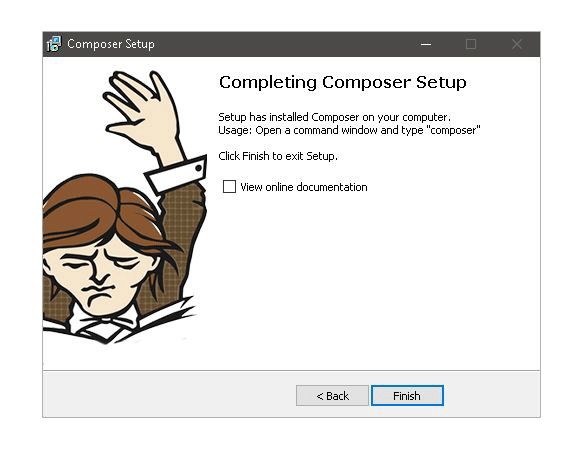 Composer Setup
Completing Composer Setup
Setup has installed Composer on your computer.
Usage: Open a command window and type "composer"
Click Finish to exit Setup.
View online documentation
< Back
Finish